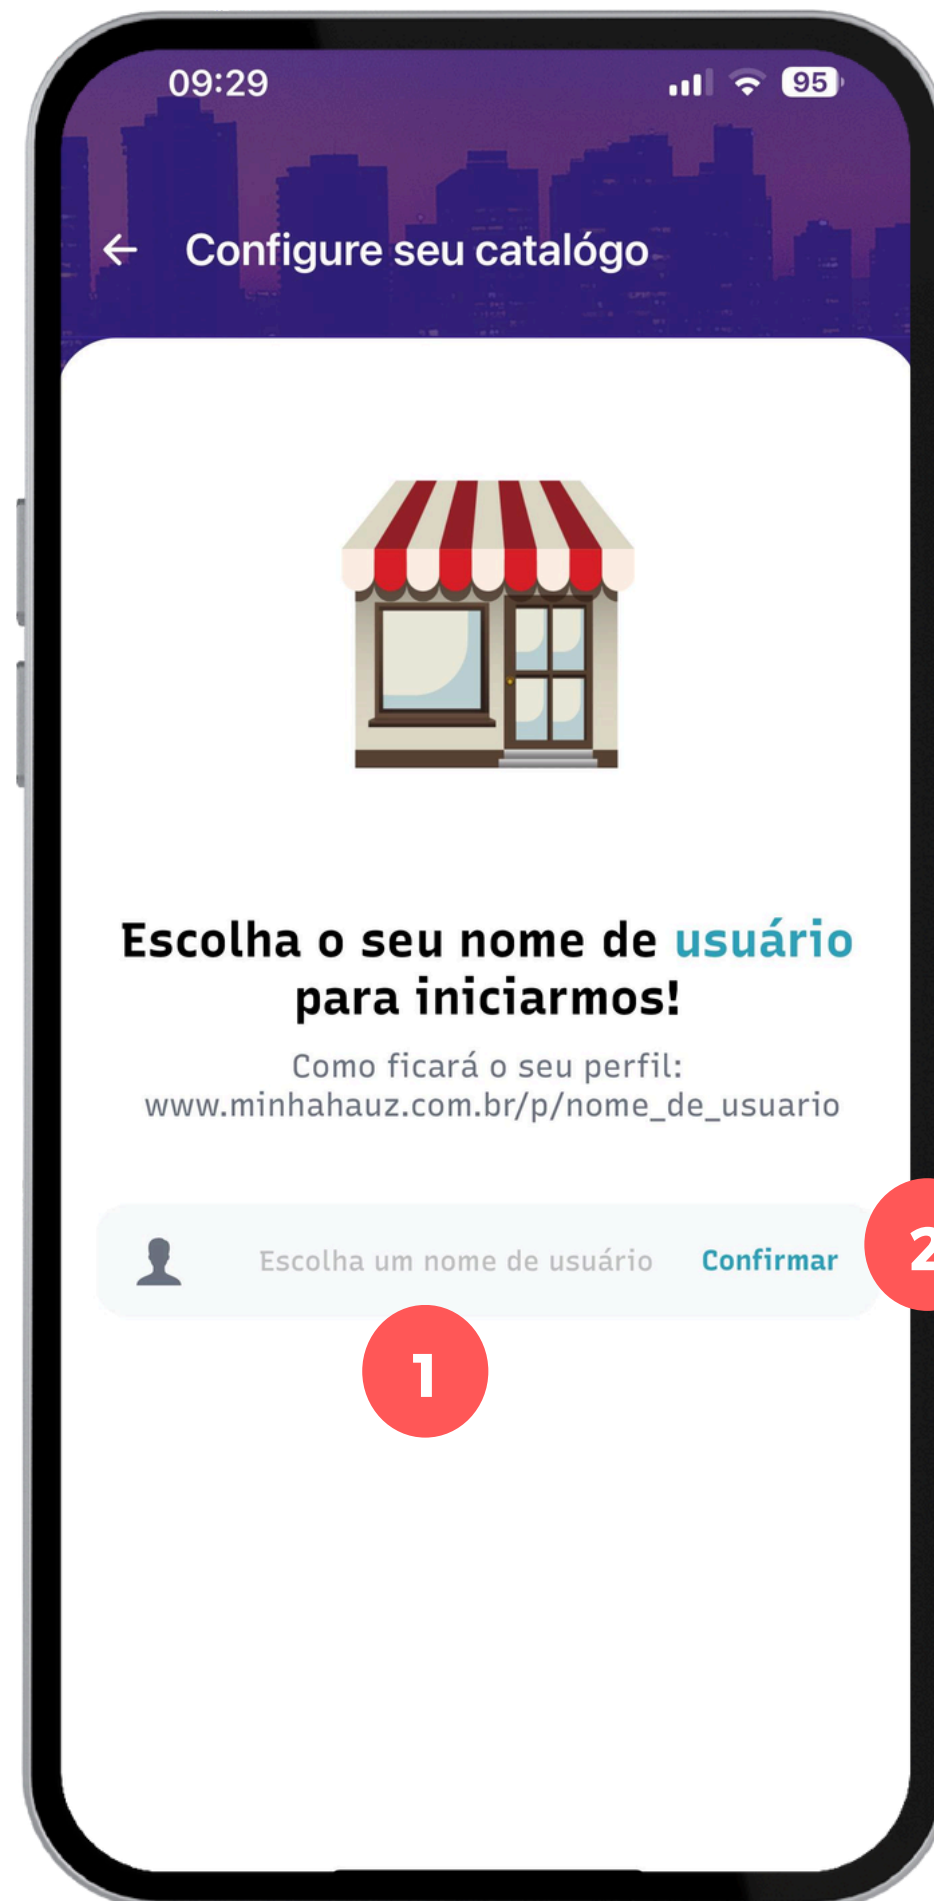 09:29
95
Configure seu catalógo
Escolha o seu nome de usuário
para iniciarmos!
Como ficará o seu perfil:
www.minhahauz.com.br/p/nome_de_usuario
Escolha um nome de usuário Confirmar
2
1